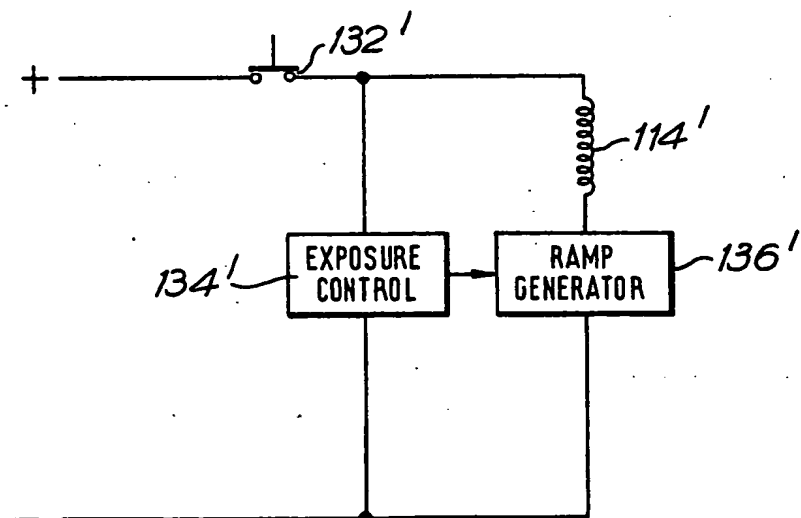 132'
+
114'
EXPOSURE
CONTROL
RAMP
GENERATOR
134'
136'